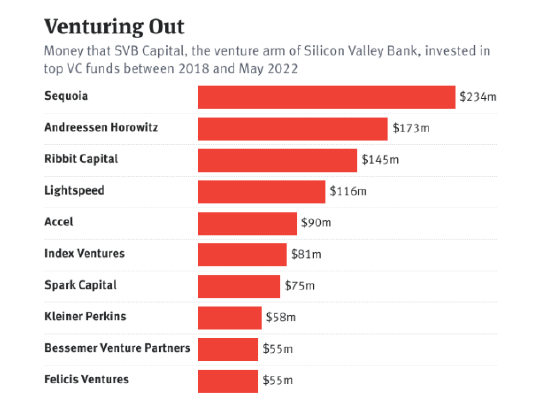 Venturing Out
Money that SVB Capital, the venture arm of Silicon Valley Bank, invested in
top VC funds between 2018 and May 2022
Sequoia $234m
Andreessen Horowitz $173m
Ribbit Capital $145m
Lightspeed $116m
Accel $90m
Index Ventures $81m
Spark Capital $75m
Kleiner Perkins $58m
Bessemer Venture Partners $55m
Felicis Ventures $55m